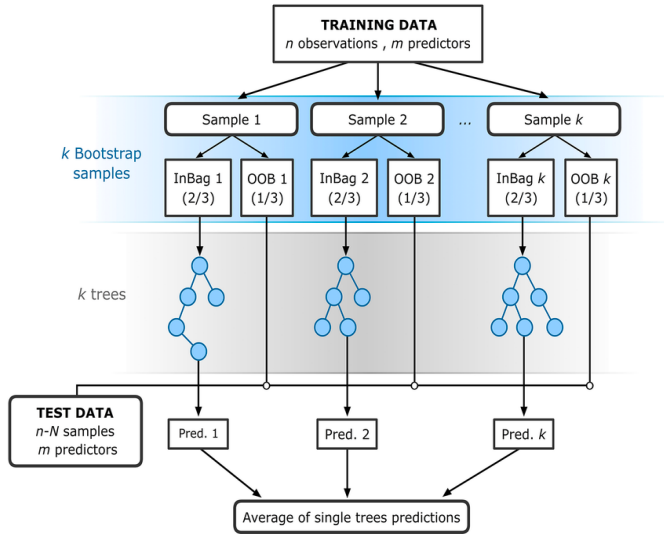 TRAINING DATA
n observations , m predictors
Sample 1
Sample 2
...
Sample k
k Bootstrap
samples
InBag 1
(2/3)
OOB 1
(1/3)
InBag 2
(2/3)
OOB 2
(1/3)
InBag k
(2/3)
OOB k
(1/3)
k trees
TEST DATA
n-N samples
m predictors
Pred. 1
Pred. 2
Pred. k
Average of single trees predictions